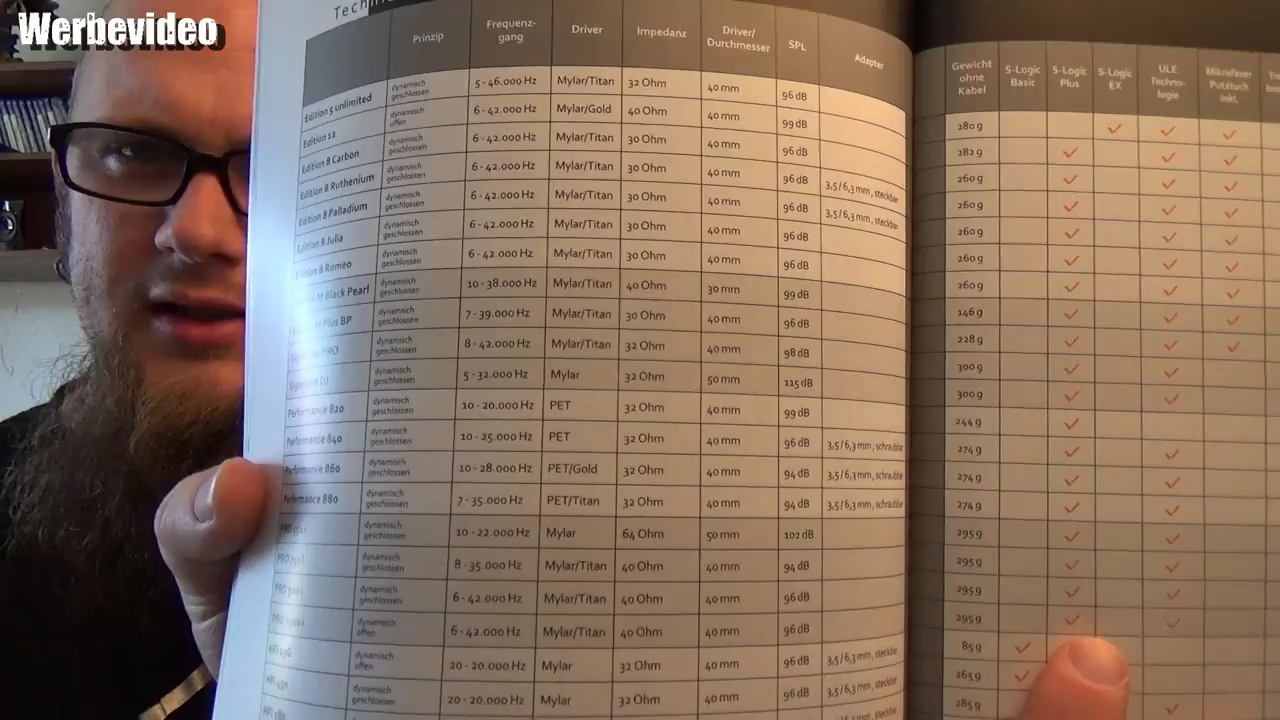 Werbevideo
Prinzip Frequenz-gang Driver Impedanz Driver/Durchmesser SPL Adapter Gewicht ohne Kabel S-Logic Basic S-Logic Plus S-Logic EX ULE Techno-logie Mikrofaser Putztuch inkl.
Edition 5 unlimited dynamisch geschlossen 5 - 46.000 Hz Mylar/Titan 32 Ohm 40 mm 96 dB 280 g
Edition 12 dynamisch offen 6 - 42.000 Hz Mylar/Gold 40 Ohm 40 mm 99 dB 282 g
Edition 8 Carbon dynamisch geschlossen 6 - 42.000 Hz Mylar/Titan 30 Ohm 40 mm 96 dB 260 g
Edition 8 Ruthenium dynamisch geschlossen 6 - 42.000 Hz Mylar/Titan 30 Ohm 40 mm 96 dB 3,5/6,3 mm, steckbar 260 g
Edition 8 Palladium dynamisch geschlossen 6 - 42.000 Hz Mylar/Titan 30 Ohm 40 mm 96 dB 3,5/6,3 mm, steckbar 260 g
Edition 8 Julia dynamisch geschlossen 6 - 42.000 Hz Mylar/Titan 30 Ohm 40 mm 96 dB 260 g
8 Romeo dynamisch geschlossen 6 - 42.000 Hz Mylar/Titan 30 Ohm 40 mm 96 dB 260 g
M Black Pearl dynamisch geschlossen 10 - 38.000 Hz Mylar/Titan 40 Ohm 30 mm 99 dB 146 g
M Plus BP dynamisch geschlossen 7 - 39.000 Hz Mylar/Titan 30 Ohm 40 mm 96 dB 228 g
PRO dynamisch geschlossen 8 - 42.000 Hz Mylar/Titan 32 Ohm 40 mm 98 dB 300 g
Signature DJ dynamisch geschlossen 5 - 32.000 Hz Mylar 32 Ohm 50 mm 115 dB 300 g
Performance 820 dynamisch geschlossen 10 - 20.000 Hz PET 32 Ohm 40 mm 99 dB 244 g
Performance 840 dynamisch geschlossen 10 - 25.000 Hz PET 32 Ohm 40 mm 96 dB 3,5/6,3 mm, schraubbar 274 g
Performance 860 dynamisch geschlossen 10 - 28.000 Hz PET/Gold 32 Ohm 40 mm 94 dB 3,5/6,3 mm, schraubbar 274 g
Performance 880 dynamisch geschlossen 7 - 35.000 Hz PET/Titan 32 Ohm 40 mm 94 dB 3,5/6,3 mm, schraubbar 274 g
PRO dynamisch geschlossen 10 - 22.000 Hz Mylar 64 Ohm 50 mm 102 dB 295 g
PRO dynamisch geschlossen 8 - 35.000 Hz Mylar/Titan 40 Ohm 40 mm 94 dB 295 g
PRO dynamisch geschlossen 6 - 42.000 Hz Mylar/Titan 40 Ohm 40 mm 96 dB 295 g
PRO dynamisch offen 6 - 42.000 Hz Mylar/Titan 40 Ohm 40 mm 96 dB 295 g
HFI 15G dynamisch offen 20 - 20.000 Hz Mylar 32 Ohm 40 mm 96 dB 3,5/6,3 mm, steckbar 85 g
HFI 450 dynamisch geschlossen 20 - 20.000 Hz Mylar 32 Ohm 40 mm 96 dB 3,5/6,3 mm, steckbar 265 g
HFI 285 g